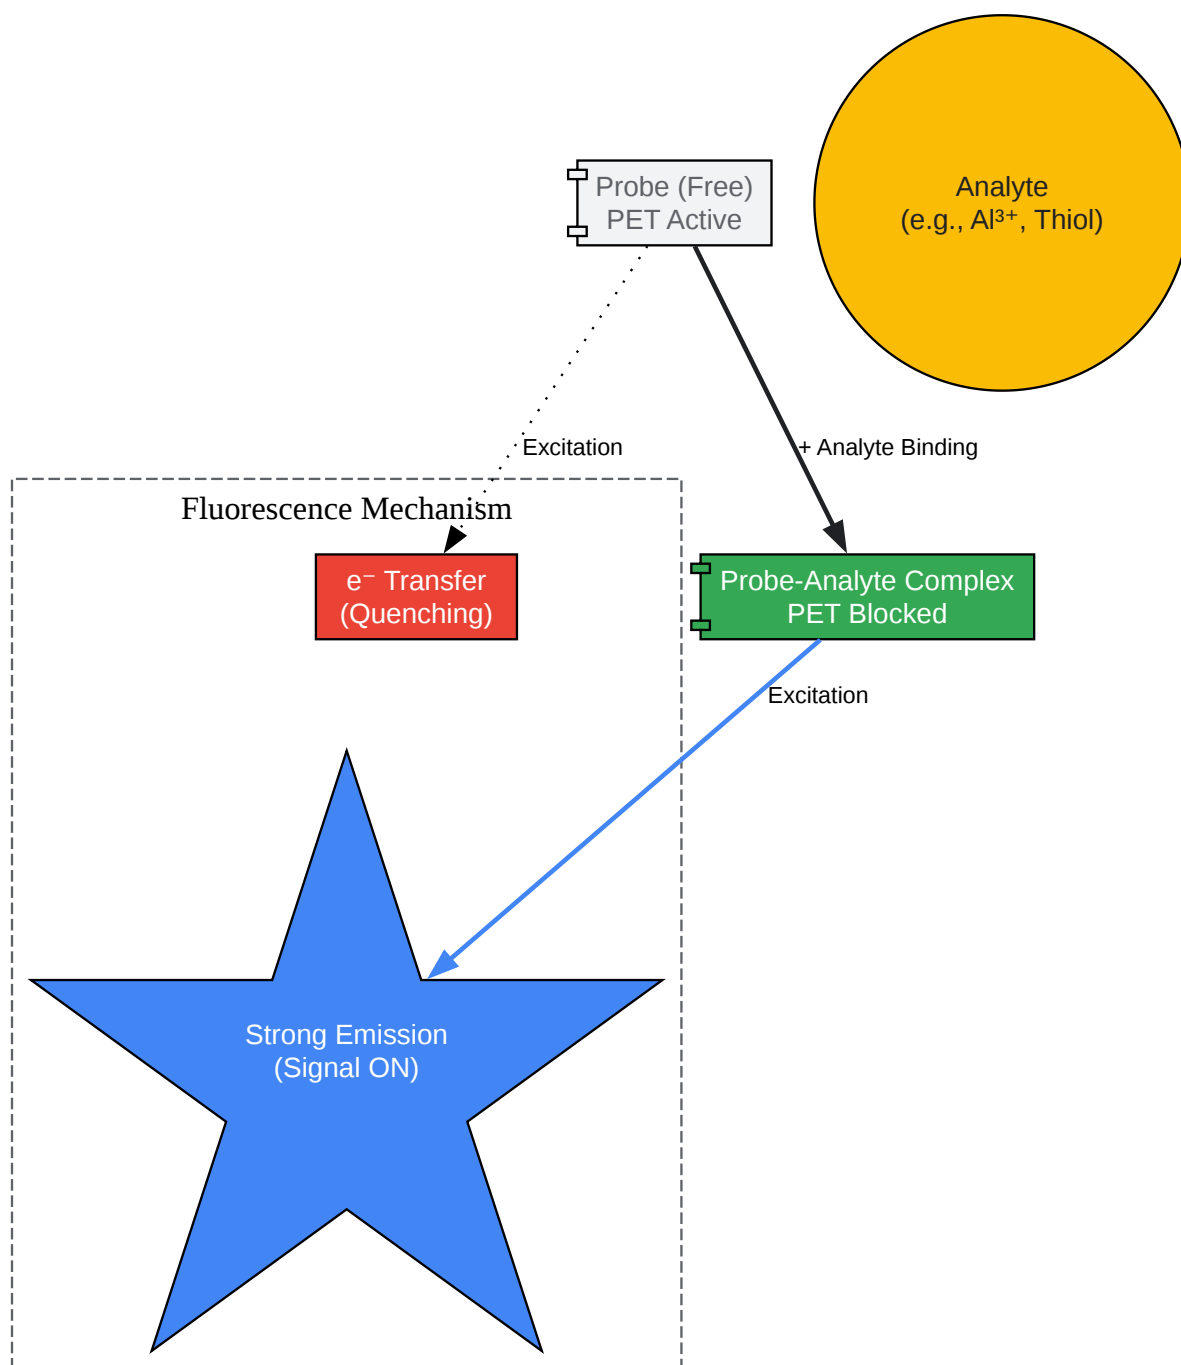 Probe (Free)
PET Active
Analyte
(e.g., Al³⁺, Thiol)
Excitation
+ Analyte Binding
Fluorescence Mechanism
e⁻ Transfer
(Quenching)
Probe-Analyte Complex
PET Blocked
Excitation
Strong Emission
(Signal ON)